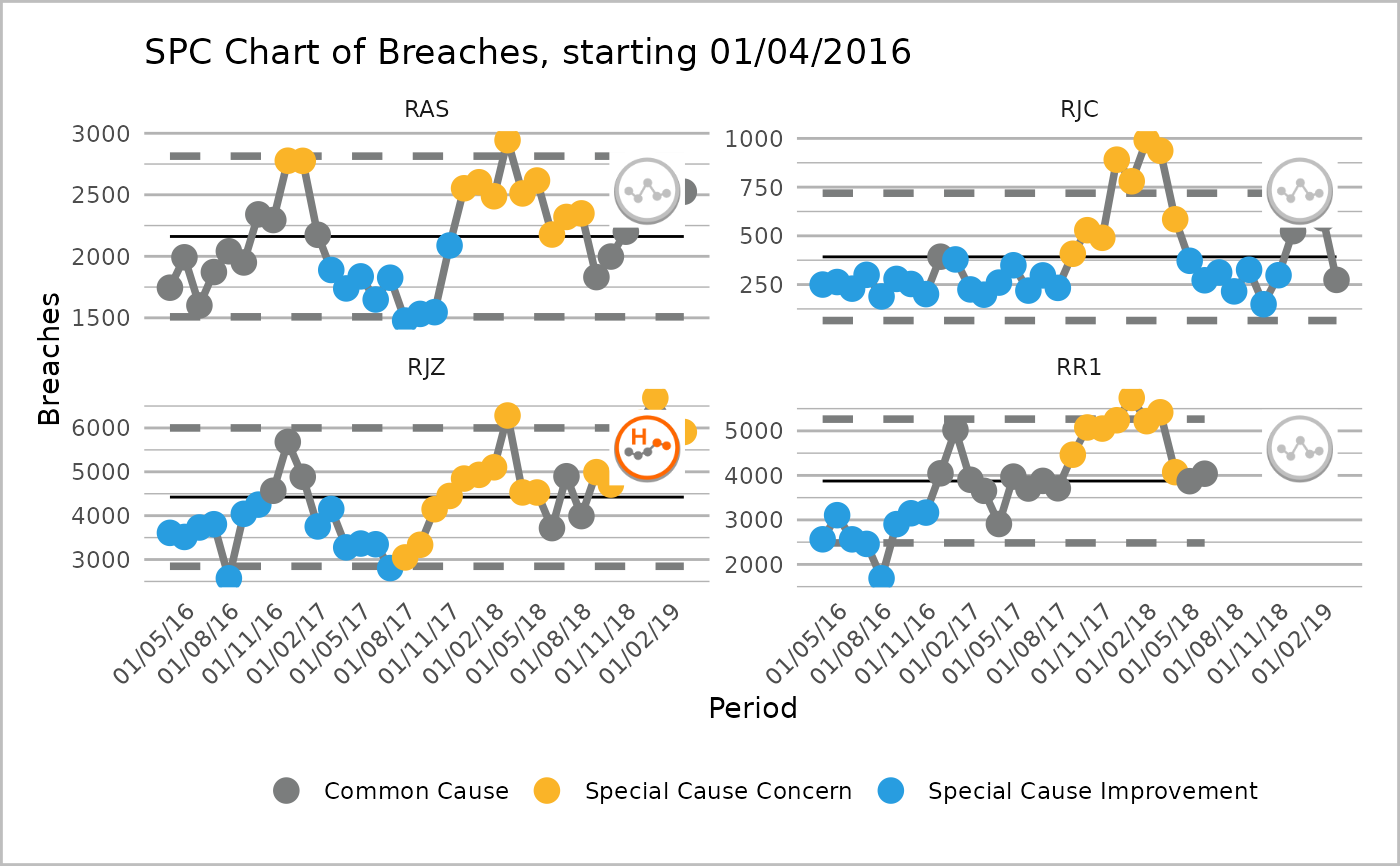 SPC Chart of Breaches, starting 01/04/2016
RAS
3000
2500
2000
1500
RJC
1000
750
500
250
Breaches
RJZ
6000
5000
4000
3000
H
RR1
5000
4000
3000
2000
01/05/16 01/08/16 01/11/16 01/02/17 01/05/17 01/08/17 01/11/17 01/02/18 01/05/18 01/08/18 01/11/18 01/02/19
01/05/16 01/08/16 01/11/16 01/02/17 01/05/17 01/08/17 01/11/17 01/02/18 01/05/18 01/08/18 01/11/18 01/02/19
Period
Common Cause Special Cause Concern Special Cause Improvement